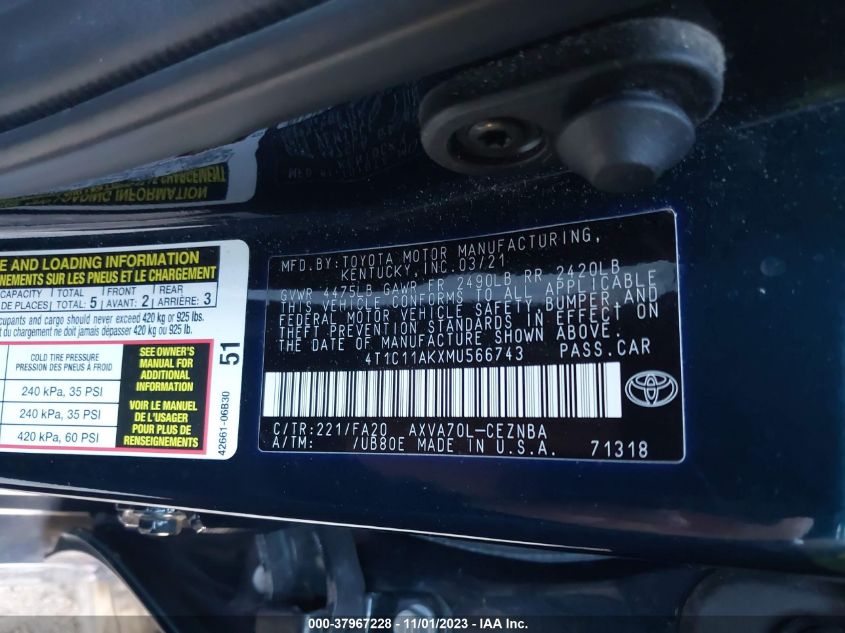 E AND LOADING INFORMATION
NEMENTS SUR LES PNEUS ET LE CHARGEMENT
CAPACITY TOTAL FRONT REAR
DE PLACES TOTAL: 5 AVANT: 2 ARRIÈRE: 3
cupants and cargo should never exceed 420 kg or 925 lbs.
t du chargement ne doit jamais dépasser 420 kg ou 925 lb.
COLD TIRE PRESSURE
PRESSION DES PNEUS À FROID
240 kPa, 35 PSI
240 kPa, 35 PSI
420 kPa, 60 PSI
SEE OWNER'S
MANUAL FOR
ADDITIONAL
INFORMATION
VOIR LE MANUEL
DE L'USAGER
POUR PLUS DE
RENSEIGNEMENTS
51
42661-06B30
MFD.BY:TOYOTA MOTOR MANUFACTURING,
KENTUCKY, INC.03/21
GVWR 4475LB GAWR FR 2490LB RR 2420LB
THIS VEHICLE CONFORMS TO ALL APPLICABLE
FEDERAL MOTOR VEHICLE SAFETY,BUMPER,AND
THEFT PREVENTION STANDARDS IN EFFECT ON
THE DATE OF MANUFACTURE SHOWN ABOVE.
4T1C11AKXMU566743 PASS.CAR
C/TR:221/FA20 AXVA70L-CEZNBA
A/TM: /UB80E MADE IN U.S.A. 71318
000-37967228 - 11/01/2023 - IAA Inc.